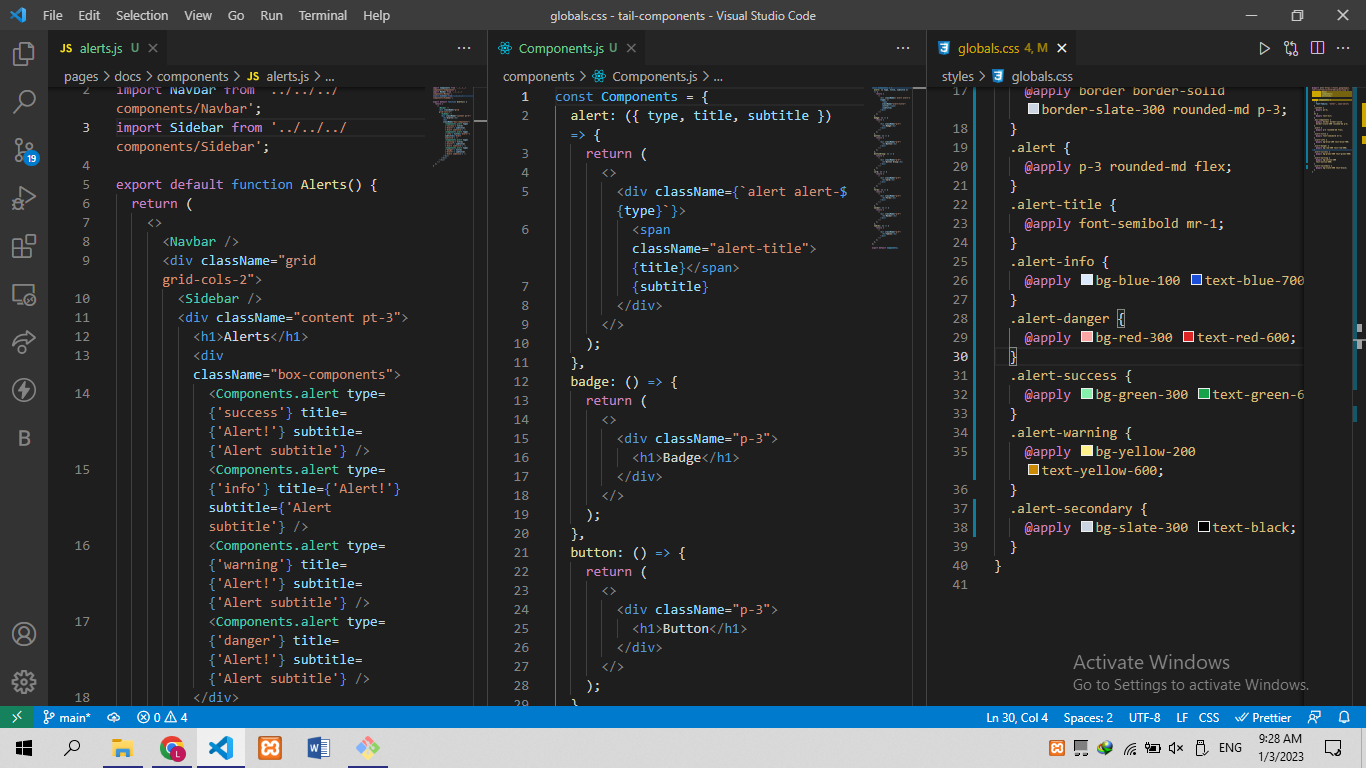 File Edit Selection View Go Run Terminal Help
globals.css - tail-components - Visual Studio Code
JS alerts.js U
pages > docs > components > JS alerts.js > ...
2 import Navbar from '../../../
components/Navbar';
3 import Sidebar from '../../../
components/Sidebar';
4
5 export default function Alerts() {
6 return (
7 <>
8 <Navbar />
9 <div className="grid
grid-cols-2">
10 <Sidebar />
11 <div className="content pt-3">
12 <h1>Alerts</h1>
13 <div
className="box-components">
14 <Components.alert type=
{'success'} title=
{'Alert!'} subtitle=
{'Alert subtitle'} />
15 <Components.alert type=
{'info'} title={'Alert!'}
subtitle={'Alert
subtitle'} />
16 <Components.alert type=
{'warning'} title=
{'Alert!'} subtitle=
{'Alert subtitle'} />
17 <Components.alert type=
{'danger'} title=
{'Alert!'} subtitle=
{'Alert subtitle'} />
18 </div>
Components.js U
components > Components.js > ...
1 const Components = {
2 alert: ({ type, title, subtitle })
=> {
3 return (
4 <>
5 <div className={`alert alert-$
{type}`}>
6 <span
className="alert-title">
{title}</span>
7 {subtitle}
8 </div>
9 </>
10 );
11 },
12 badge: () => {
13 return (
14 <>
15 <div className="p-3">
16 <h1>Badge</h1>
17 </div>
18 </>
19 );
20 },
21 button: () => {
22 return (
23 <>
24 <div className="p-3">
25 <h1>Button</h1>
26 </div>
27 </>
28 );
29 }
globals.css 4, M
styles > globals.css
17 @apply border border-solid
border-slate-300 rounded-md p-3;
18 }
19 .alert {
20 @apply p-3 rounded-md flex;
21 }
22 .alert-title {
23 @apply font-semibold mr-1;
24 }
25 .alert-info {
26 @apply bg-blue-100 text-blue-700
27 }
28 .alert-danger {
29 @apply bg-red-300 text-red-600;
30 }
31 .alert-success {
32 @apply bg-green-300 text-green-6
33 }
34 .alert-warning {
35 @apply bg-yellow-200
text-yellow-600;
36 }
37 .alert-secondary {
38 @apply bg-slate-300 text-black;
39 }
40 }
41
Activate Windows
Go to Settings to activate Windows.
19
B
main* 0 4
Ln 30, Col 4 Spaces: 2 UTF-8 LF CSS Prettier
L
ENG
9:28 AM
1/3/2023